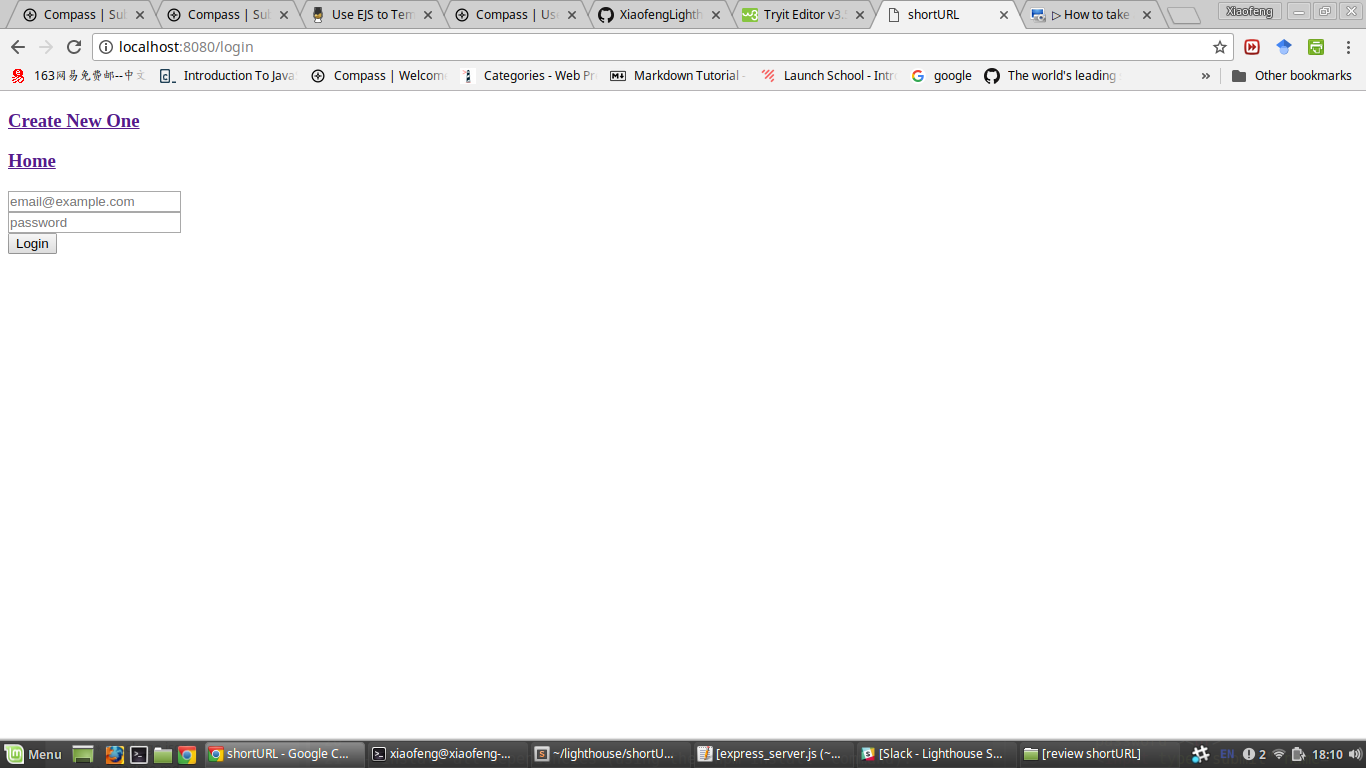 Compass | Sul
Compass | Sul
Use EJS to Tem
Compass | Use
XiaofengLighth
Tryit Editor v3.5
shortURL
▷ How to take
Xiaofeng
localhost:8080/login
163网易免费邮--中文
Introduction To Java
Compass | Welcome
Categories - Web Pr
Markdown Tutorial -
Launch School - Intro
google
The world's leading s
»
Other bookmarks
Create New One
Home
email@example.com
password
Login
Menu
shortURL - Google C...
xiaofeng@xiaofeng-...
~/lighthouse/shortU...
[express_server.js (~...
[Slack - Lighthouse S...
[review shortURL]
EN
2
18:10